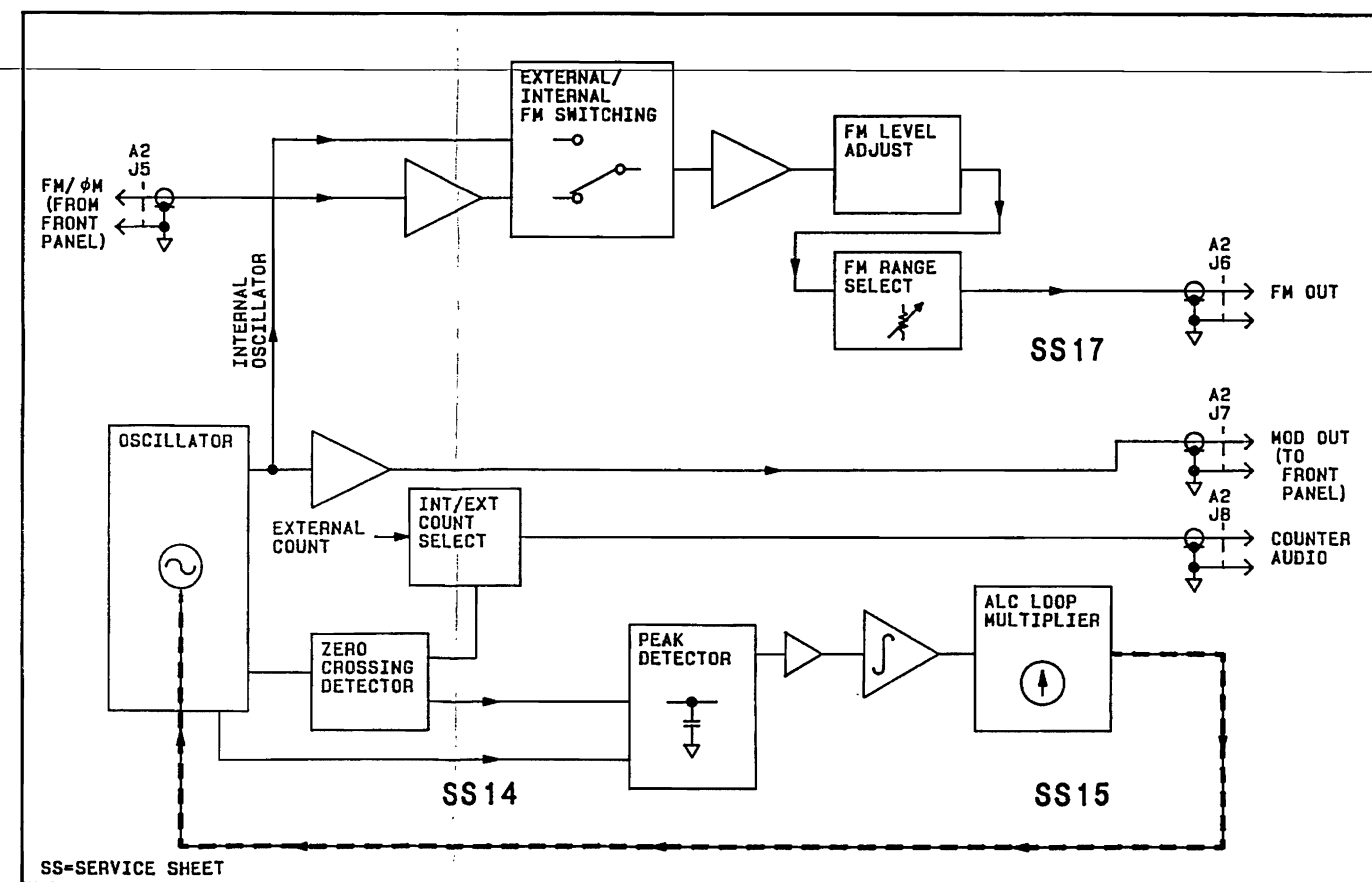 EXTERNAL/
INTERNAL
FM SWITCHING
FM LEVEL
ADJUST
A2
J5
FM/ϕM
(FROM
FRONT
PANEL)
INTERNAL
OSCILLATOR
FM RANGE
SELECT
A2
J6
FM OUT
SS17
OSCILLATOR
A2
J7
MOD OUT
(TO
FRONT
PANEL)
INT/EXT
COUNT
SELECT
EXTERNAL
COUNT
A2
J8
COUNTER
AUDIO
ZERO
CROSSING
DETECTOR
PEAK
DETECTOR
ALC LOOP
MULTIPLIER
SS14
SS15
SS=SERVICE SHEET